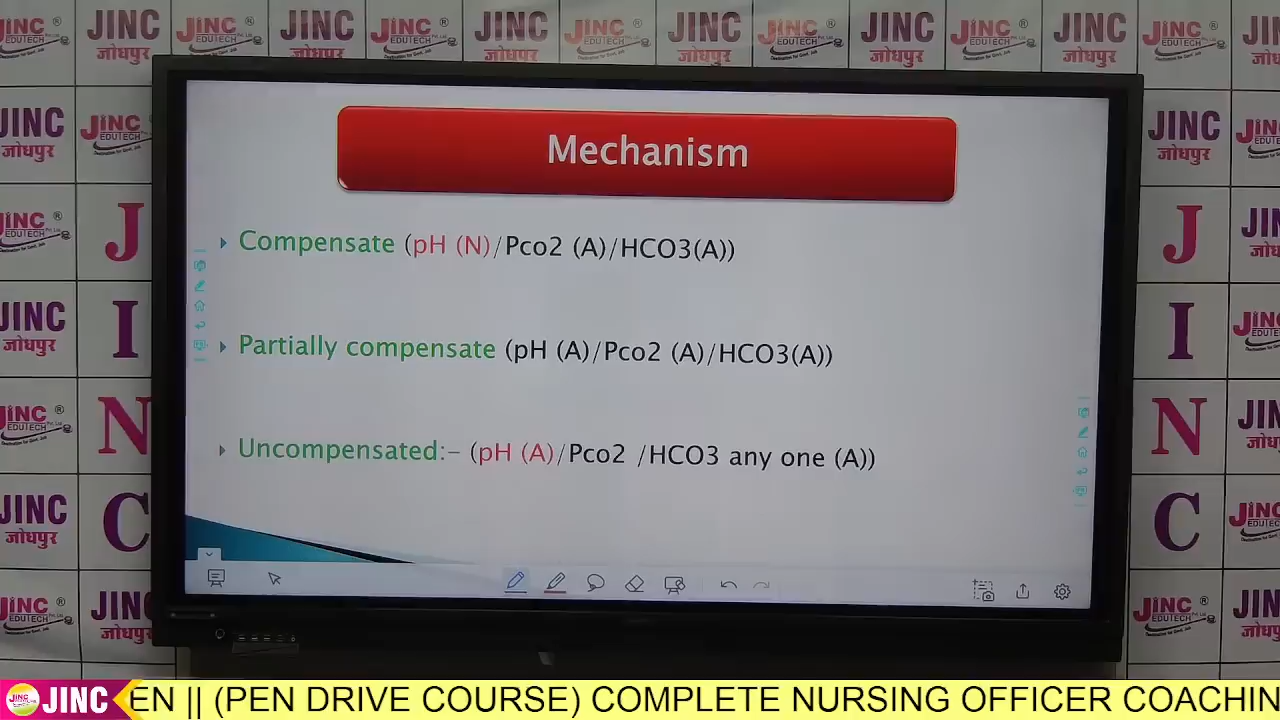 JINC EDUTECH
JINC जोधपुर
Mechanism
Compensate (pH (N)/Pco2 (A)/HCO3(A))
Partially compensate (pH (A)/Pco2 (A)/HCO3(A))
Uncompensated:- (pH (A)/Pco2 /HCO3 any one (A))
J
I
N
C
J
I
N
C
JINC
EN || (PEN DRIVE COURSE) COMPLETE NURSING OFFICER COACHIN